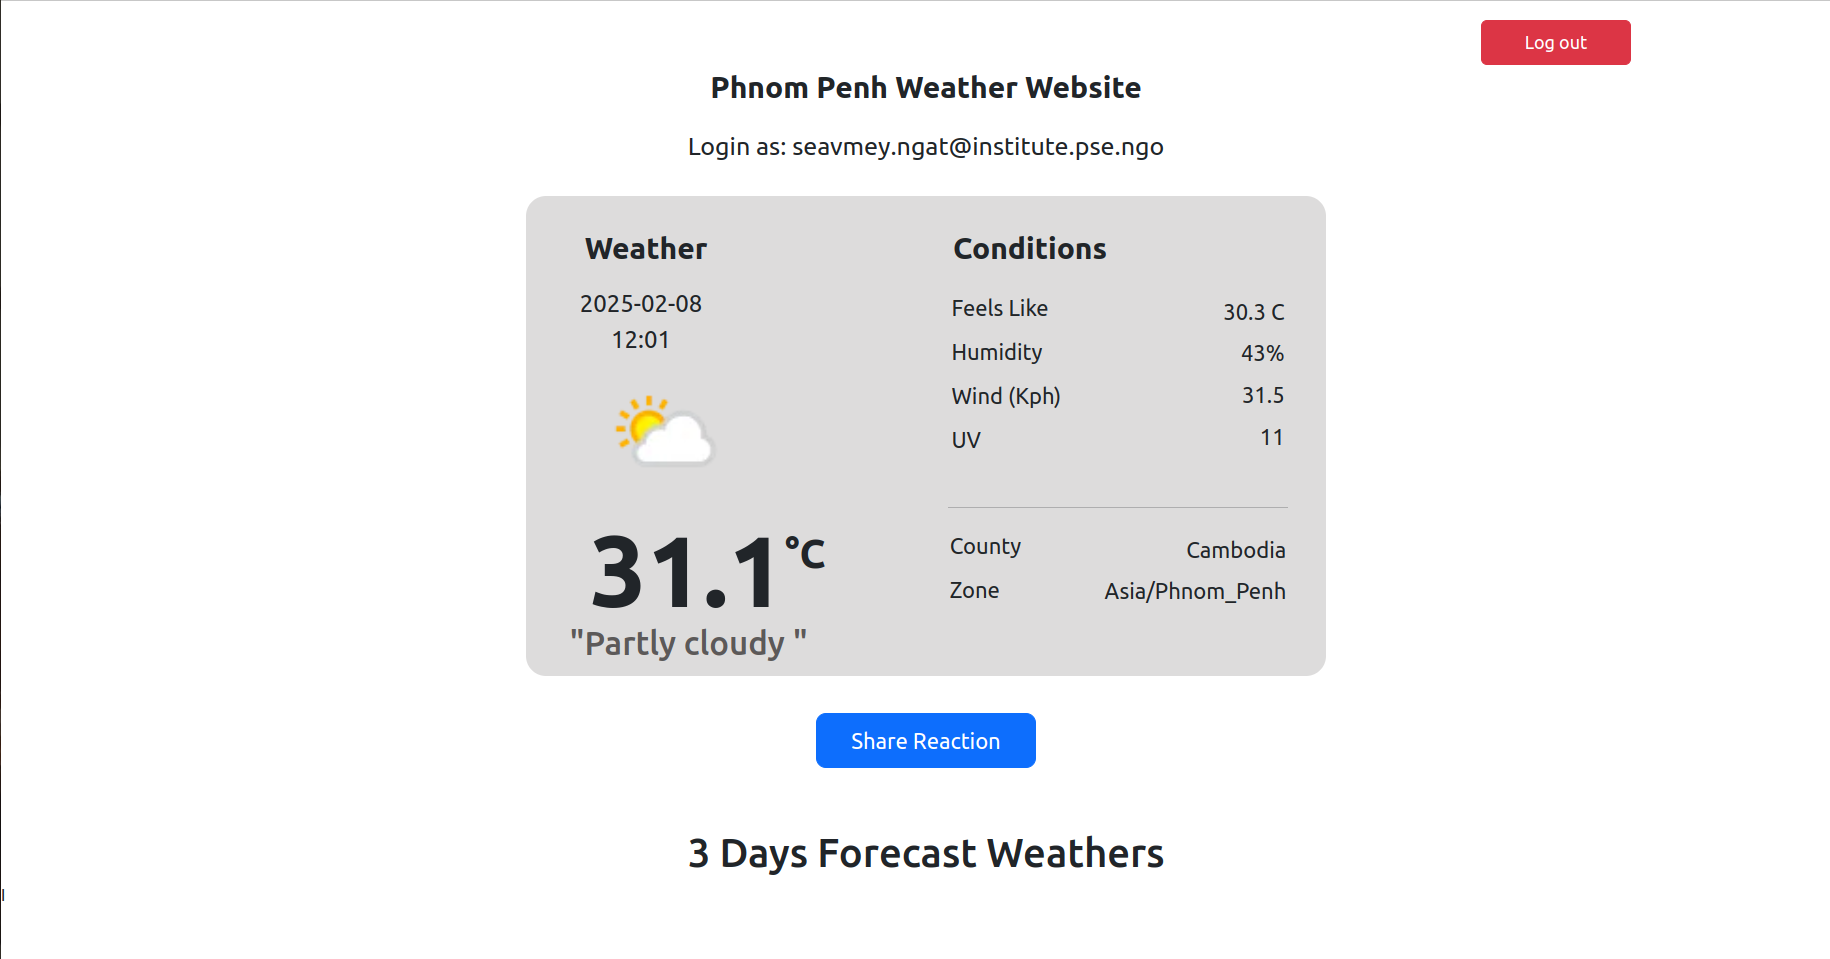 Log out
Phnom Penh Weather Website
Login as: seavmey.ngat@institute.pse.ngo
Weather
2025-02-08
12:01
31.1°C
"Partly cloudy "
Conditions
Feels Like 30.3 C
Humidity 43%
Wind (Kph) 31.5
UV 11
County Cambodia
Zone Asia/Phnom_Penh
Share Reaction
3 Days Forecast Weathers